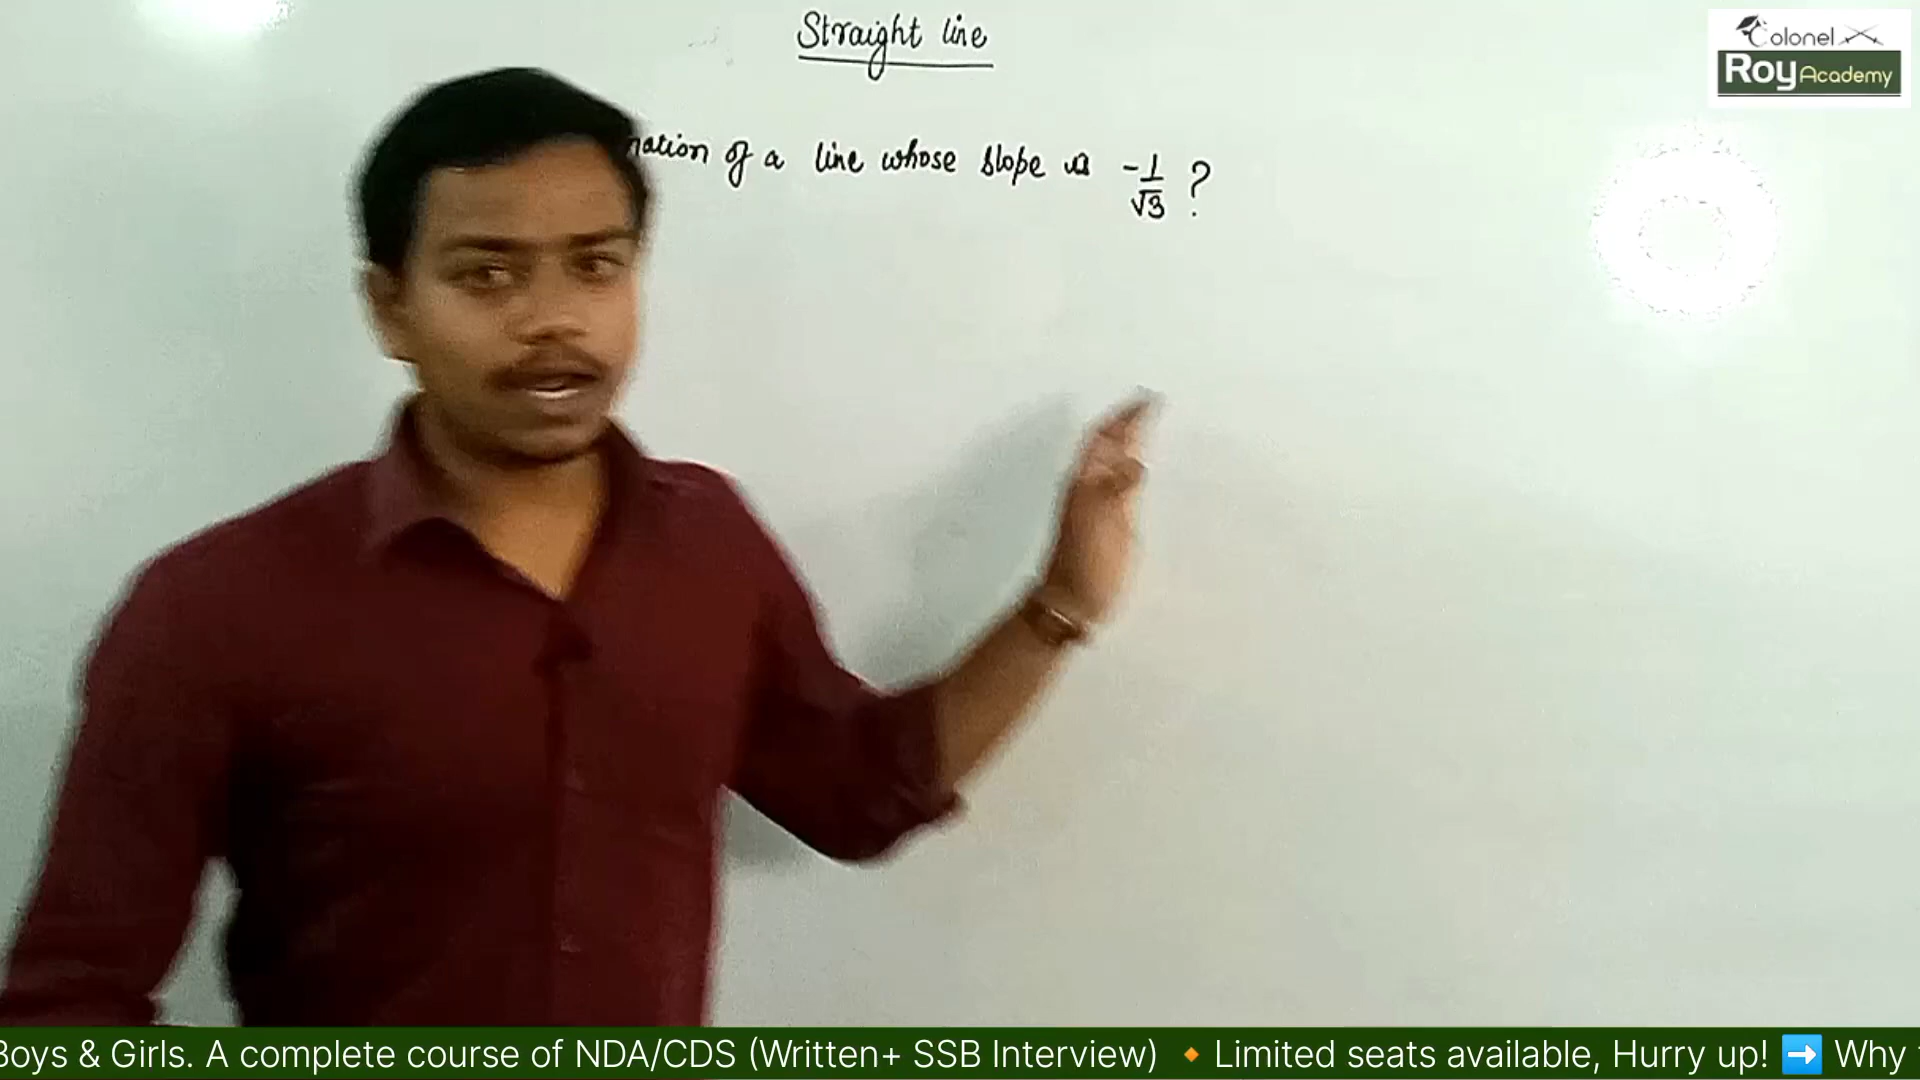 Straight line
Colonel
Roy Academy
nation of a line whose slope is -1/√3 ?
Boys & Girls. A complete course of NDA/CDS (Written+ SSB Interview) 🔸Limited seats available, Hurry up! ➡️ Why